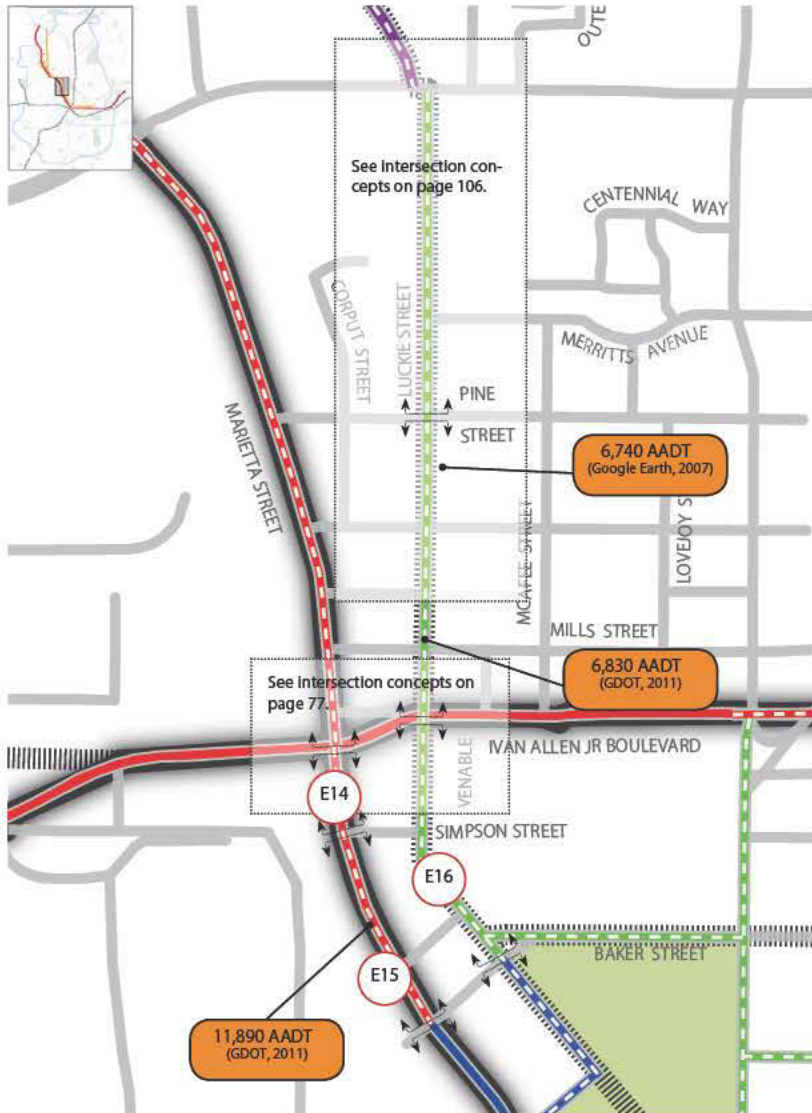 OUTE
See intersection con-
cepts on page 106.
CENTENNIAL WAY
CORPUT STREET
LUCKIE STREET
MERRITTS AVENUE
MARIETTA STREET
PINE
STREET
6,740 AADT
(Google Earth, 2007)
MCAFEE STREET
LOVEJOY S
MILLS STREET
6,830 AADT
(GDOT, 2011)
See intersection concepts on
page 77.
IVAN ALLEN JR BOULEVARD
VENABLE
E14
SIMPSON STREET
E16
BAKER STREET
E15
11,890 AADT
(GDOT, 2011)